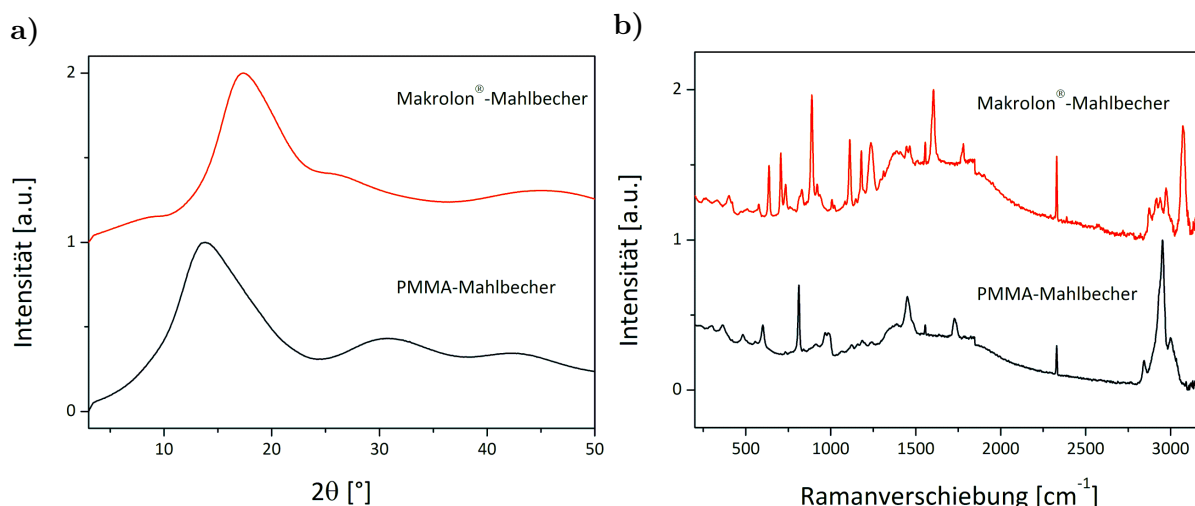 a)
Intensität [a.u.]
2
1
0
Makrolon®-Mahlbecher
PMMA-Mahlbecher
10 20 30 40 50
2θ [°]
b)
Intensität [a.u.]
2
1
0
Makrolon®-Mahlbecher
PMMA-Mahlbecher
500 1000 1500 2000 2500 3000
Ramanverschiebung [cm⁻¹]